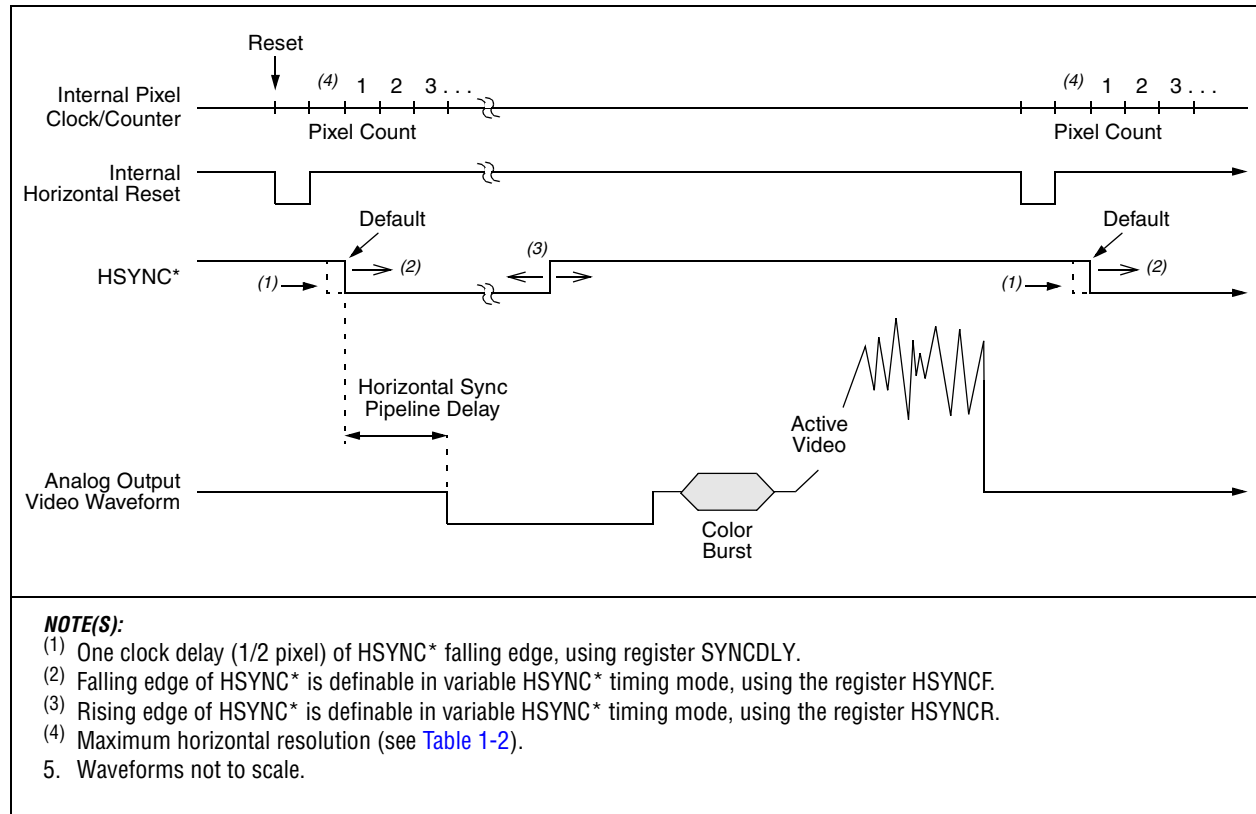 Reset
(4) 1 2 3 . . .
(4) 1 2 3 . . .
Internal Pixel
Clock/Counter
Pixel Count
Pixel Count
Internal
Horizontal Reset
Default
Default
(3)
HSYNC*
(1)
(2)
(1)
(2)
Horizontal Sync
Pipeline Delay
Active
Video
Analog Output
Video Waveform
Color
Burst
NOTE(S):
(1) One clock delay (1/2 pixel) of HSYNC* falling edge, using register SYNCDLY.
(2) Falling edge of HSYNC* is definable in variable HSYNC* timing mode, using the register HSYNCF.
(3) Rising edge of HSYNC* is definable in variable HSYNC* timing mode, using the register HSYNCR.
(4) Maximum horizontal resolution (see Table 1-2).
5. Waveforms not to scale.